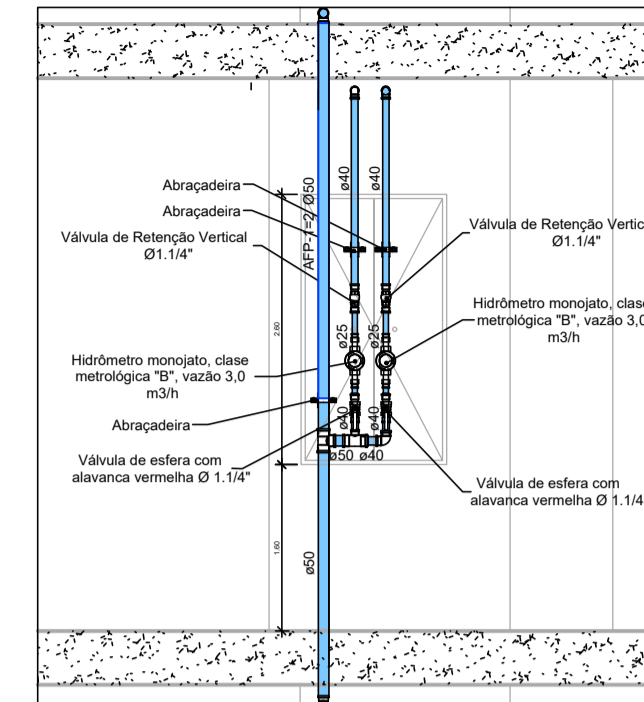 ø40
ø40
Abraçadeira
AFP-1=2, Ø50
Abraçadeira
Válvula de Retenção Vertical
Ø1.1/4"
Válvula de Retenção Vertic
Ø1.1/4"
2.60
ø25
ø25
Hidrômetro monojato, clase
metrológica "B", vazão 3,0
m3/h
Hidrômetro monojato, clase
metrológica "B", vazão 3,0
m3/h
Abraçadeira
ø40
ø40
ø50
ø40
Válvula de esfera com
alavanca vermelha Ø 1.1/4"
Válvula de esfera com
alavanca vermelha Ø 1.1/4
1.60
ø50